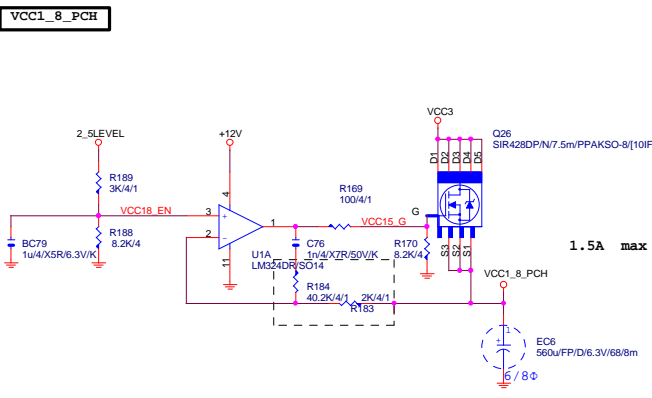 VCC1_8_PCH
VCC3
2_5LEVEL
+12V
Q26
SIR428DP/N/7.5m/PPAKSO-8/[10IF
D1
D2
D3
D4
D5
R189
3K/4/1
R169
100/4/1
4
VCC18_EN
3
+
1
VCC15_G
G
2
-
BC79
1u/4/X5R/6.3V/K
R188
8.2K/4
11
U1A
LM324DR/SO14
C76
1n/4/X7R/50V/K
R170
8.2K/4
S3
S2
S1
1.5A max
VCC1_8_PCH
R184
40.2K/4/1
2K/4/1
R183
1
+
EC6
560u/FP/D/6.3V/68/8m
6/8Φ